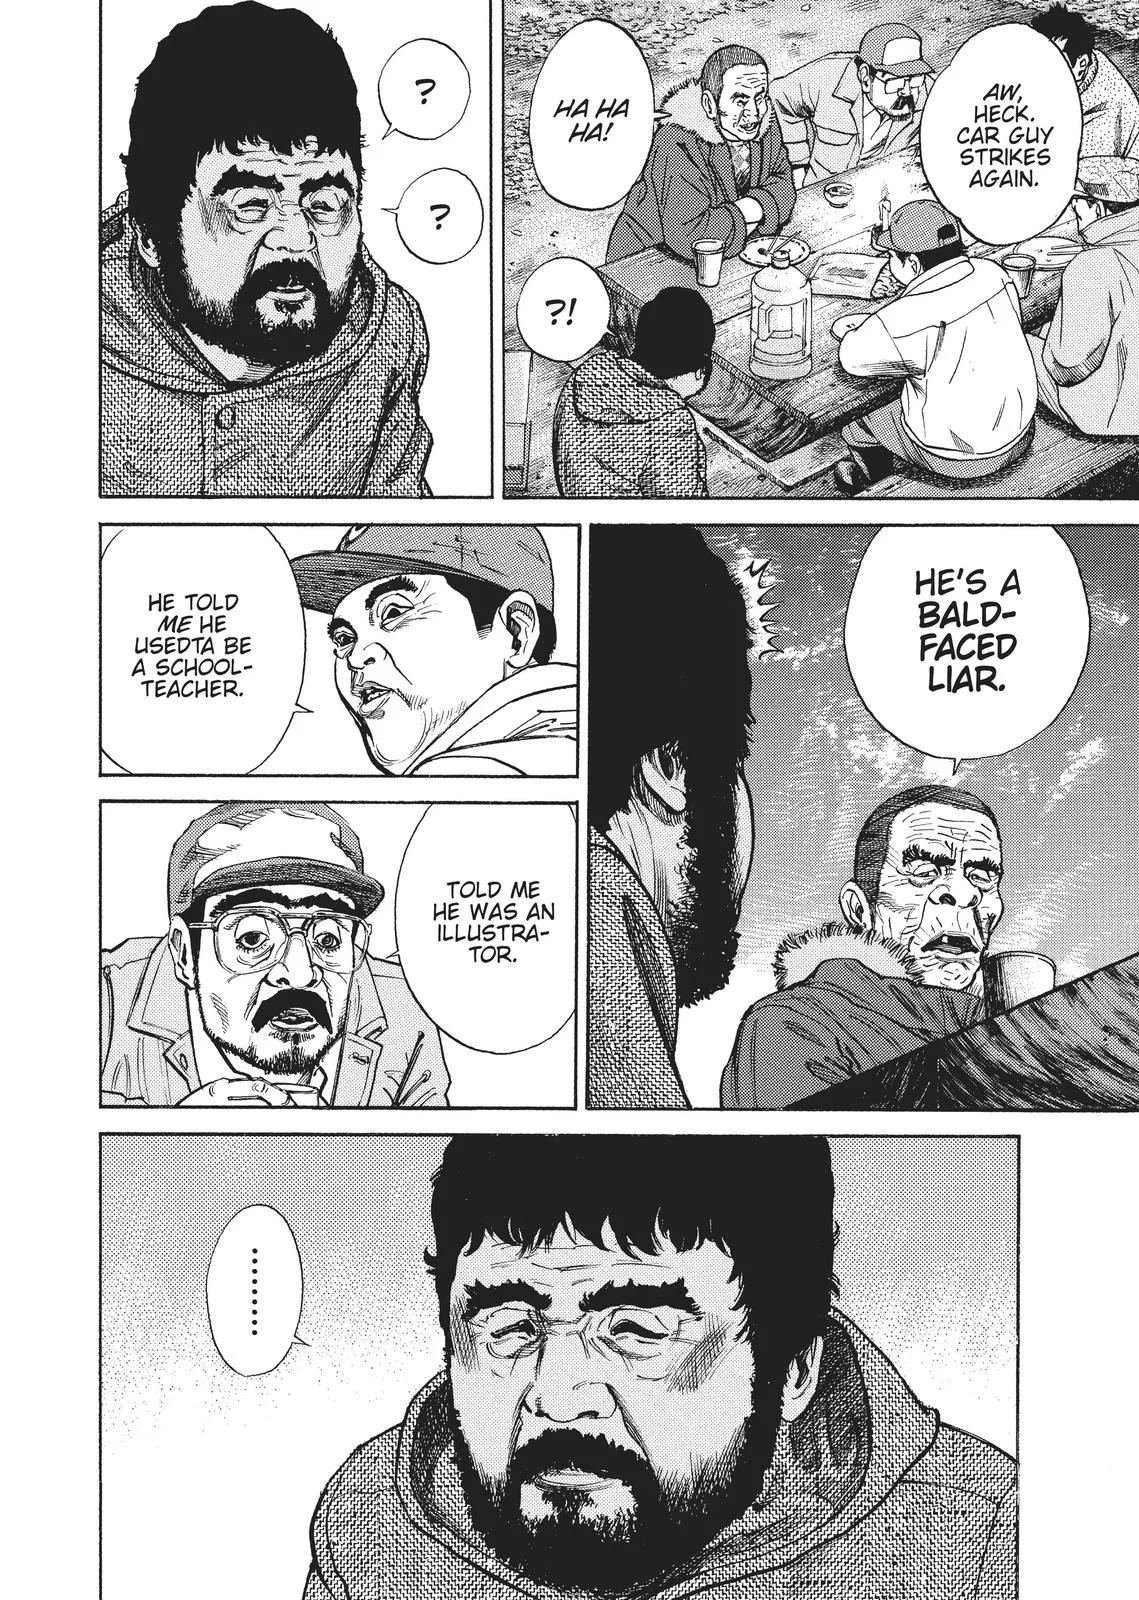 HA HA
HA!
AW,
HECK.
CAR GUY
STRIKES
AGAIN.
?!
?
?
HE'S A
BALD-
FACED
LIAR.
HE TOLD
ME HE
USEDTA BE
A SCHOOL-
TEACHER.
TOLD ME
HE WAS AN
ILLUSTRA-
TOR.
........